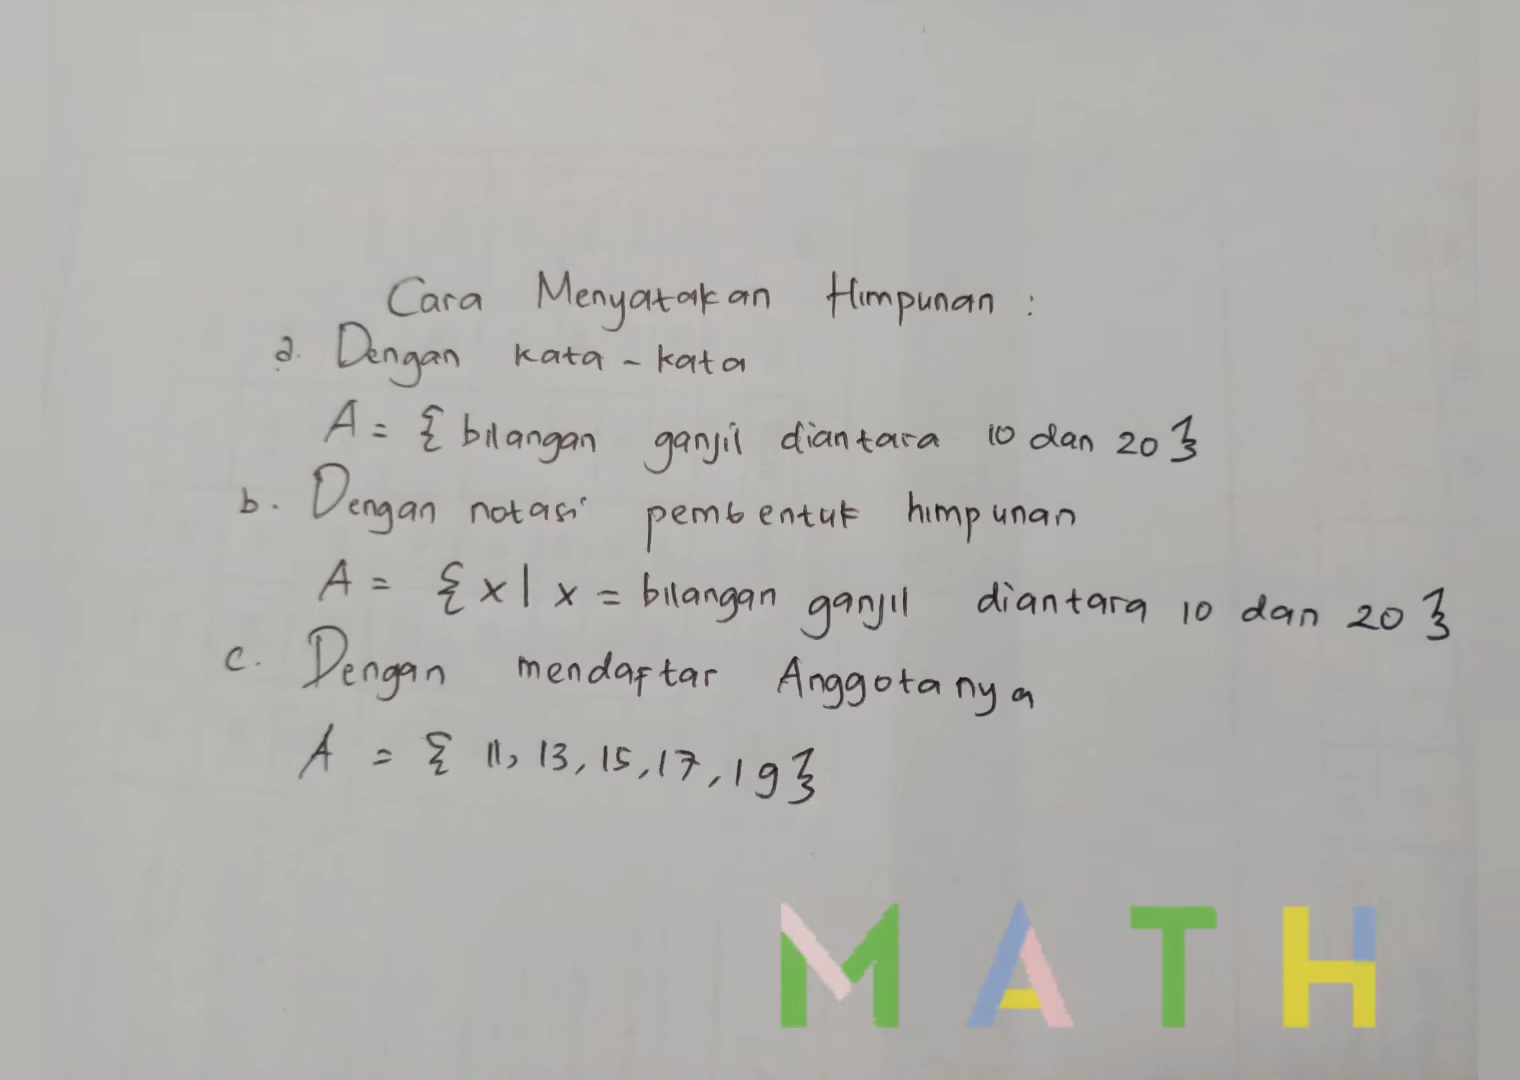 Cara Menyatakan Himpunan :
a. Dengan kata - kata
A = { bilangan ganjil diantara 10 dan 20 }
b. Dengan notasi pembentuk himpunan
A = { x | x = bilangan ganjil diantara 10 dan 20 }
c. Dengan mendaftar Anggotanya
A = { 11, 13, 15, 17, 19 }
MATH